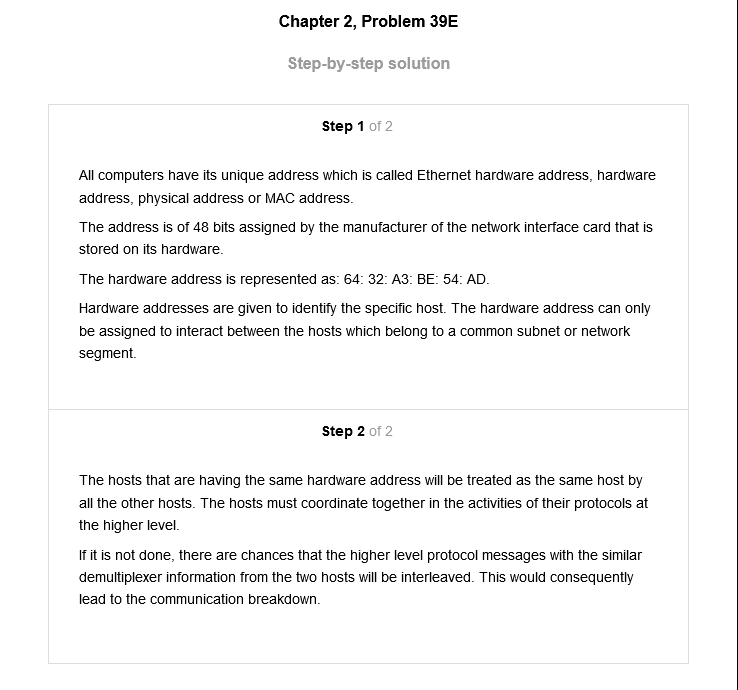 Chapter 2, Problem 39E
Step-by-step solution
Step 1 of 2
All computers have its unique address which is called Ethernet hardware address, hardware
address, physical address or MAC address.
The address is of 48 bits assigned by the manufacturer of the network interface card that is
stored on its hardware.
The hardware address is represented as: 64: 32: A3: BE: 54: AD.
Hardware addresses are given to identify the specific host. The hardware address can only
be assigned to interact between the hosts which belong to a common subnet or network
segment.
Step 2 of 2
The hosts that are having the same hardware address will be treated as the same host by
all the other hosts. The hosts must coordinate together in the activities of their protocols at
the higher level.
If it is not done, there are chances that the higher level protocol messages with the similar
demultiplexer information from the two hosts will be interleaved. This would consequently
lead to the communication breakdown.